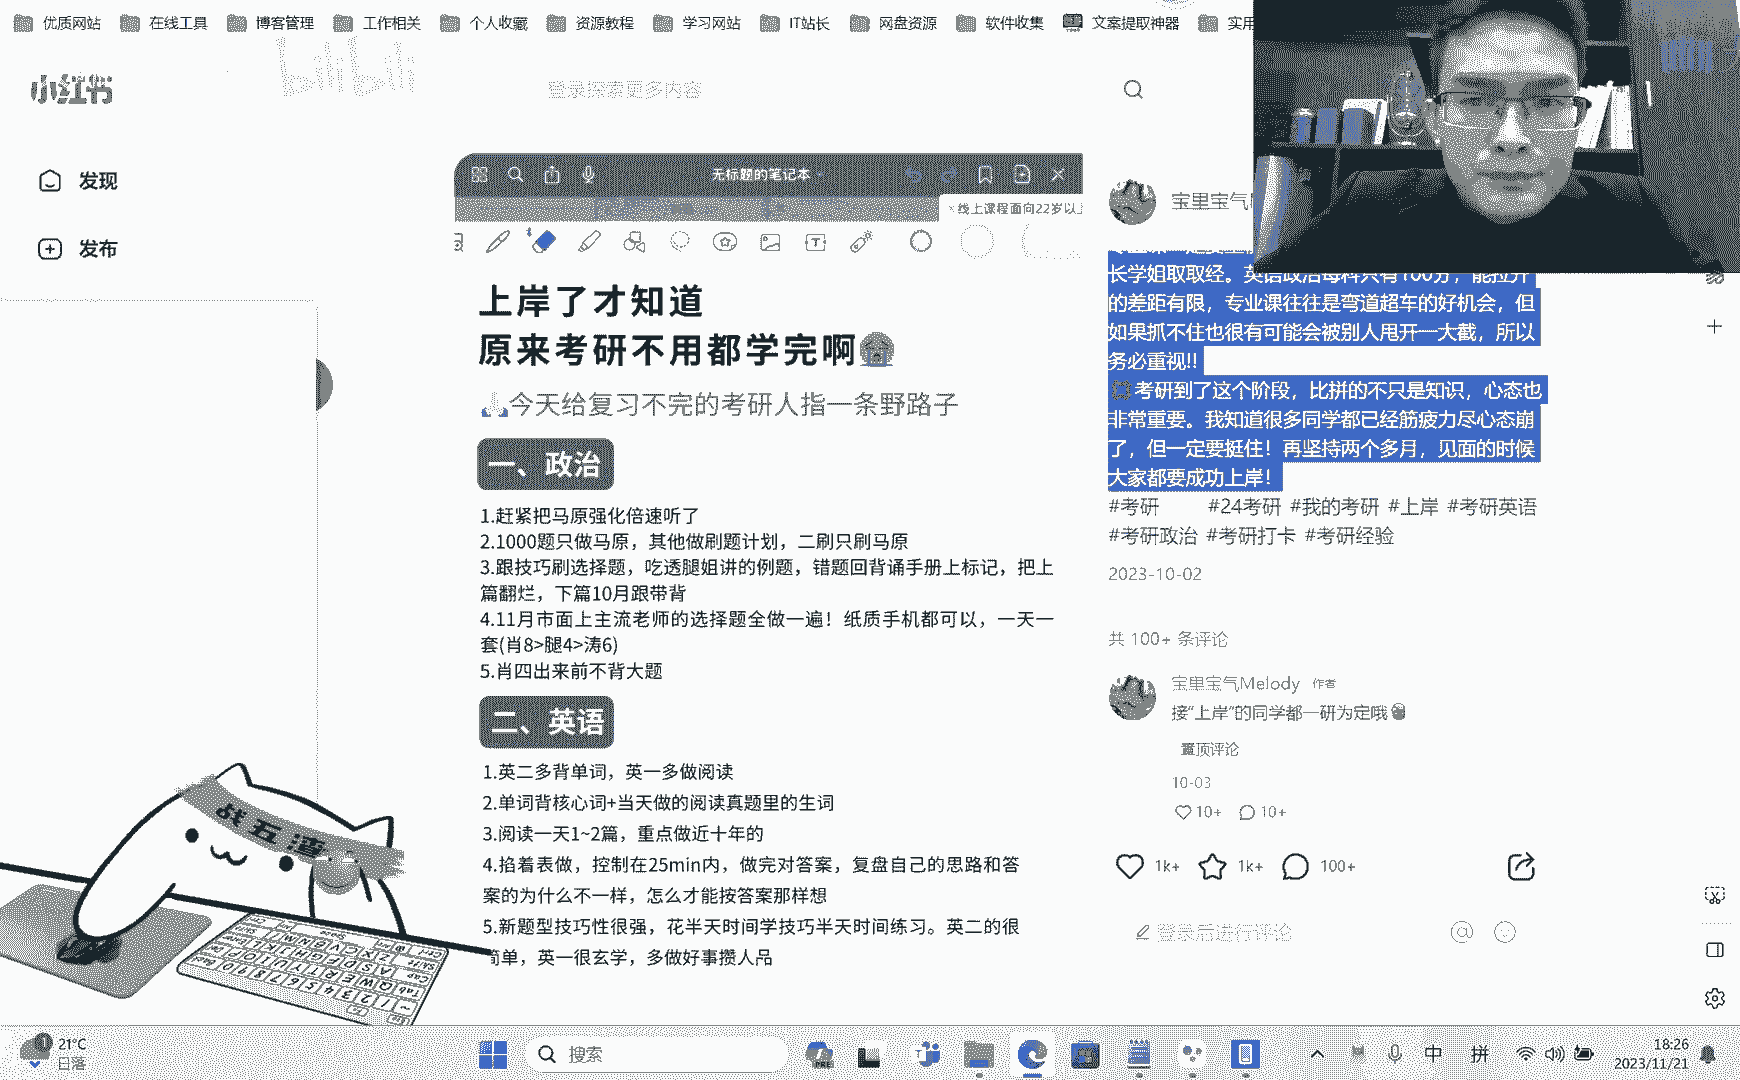 优质网站 在线工具 博客管理 工作相关 个人收藏 资源教程 学习网站 IT站长 网盘资源 软件收集 文案提取神器 实用
bilibili
小红书
登录探索更多内容
发现
发布
无标题的笔记本
线上课程面向22岁以上
上岸了才知道
原来考研不用都学完啊
今天给复习不完的考研人指一条野路子
一、政治
1.赶紧把马原强化倍速听了
2.1000题只做马原，其他做刷题计划，二刷只刷马原
3.跟技巧刷选择题，吃透腿姐讲的例题，错题回背诵手册上标记，把上
篇翻烂，下篇10月跟带背
4.11月市面上主流老师的选择题全做一遍！纸质手机都可以，一天一
套(肖8>腿4>涛6)
5.肖四出来前不背大题
二、英语
1.英二多背单词，英一多做阅读
2.单词背核心词+当天做的阅读真题里的生词
3.阅读一天1~2篇，重点做近十年的
4.掐着表做，控制在25min内，做完对答案，复盘自己的思路和答
案的为什么不一样，怎么才能按答案那样想
5.新题型技巧性很强，花半天时间学技巧半天时间练习。英二的很
简单，英一很玄学，多做好事攒人品
宝里宝气
长学姐取取经。英语政治每科只有100分，能拉开
的差距有限，专业课往往是弯道超车的好机会，但
如果抓不住也很有可能会被别人甩开一大截，所以
务必重视!!
考研到了这个阶段，比拼的不只是知识，心态也
非常重要。我知道很多同学都已经筋疲力尽心态崩
了，但一定要挺住！再坚持两个多月，见面的时候
大家都要成功上岸！
#考研 #24考研 #我的考研 #上岸 #考研英语
#考研政治 #考研打卡 #考研经验
2023-10-02
共 100+ 条评论
宝里宝气Melody 作者
接“上岸”的同学都一研为定哦
置顶评论
10-03
10+ 10+
1k+ 1k+ 100+
登录后进行评论
战五渣
21°C
日落
搜索
中 拼
18:26
2023/11/21